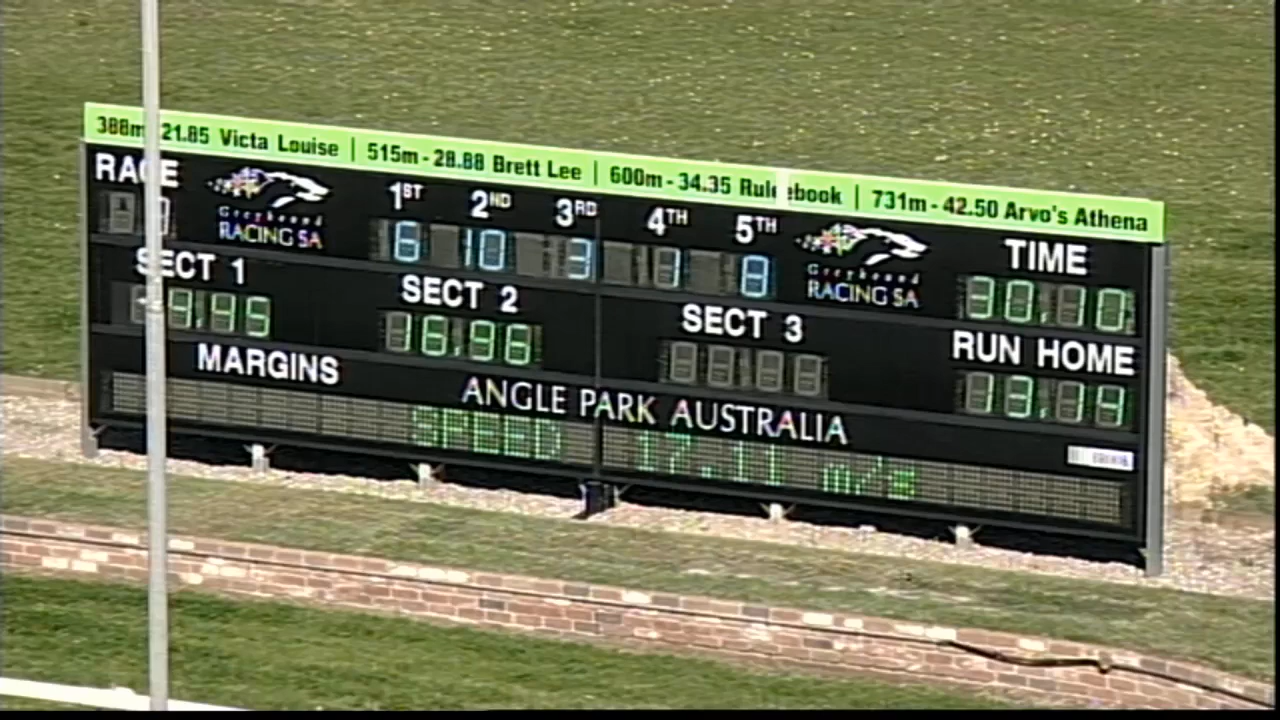 388m 21.85 Victa Louise | 515m - 28.88 Brett Lee | 600m - 34.35 Rulebook | 731m - 42.50 Arvo's Athena
RACE
Greyhound
RACING SA
1ST 2ND 3RD 4TH 5TH
6 10 3 8
Greyhound
RACING SA
TIME
30.10
SECT 1
9.45
SECT 2
16.96
SECT 3
RUN HOME
13.14
MARGINS
ANGLE PARK AUSTRALIA
SPEED 17.11 m/s